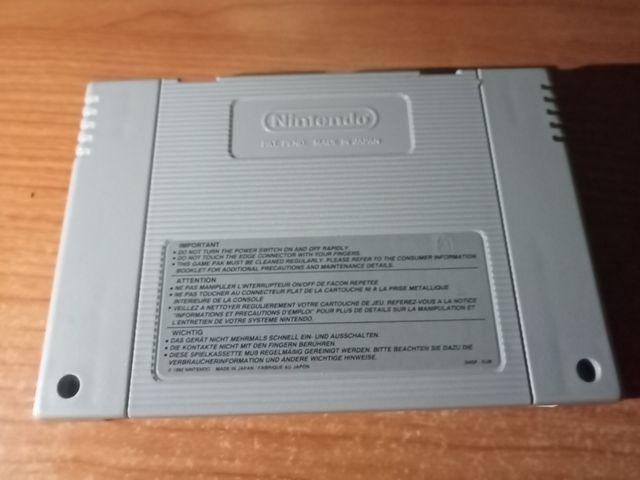 Nintendo
PAT. PEND. MADE IN JAPAN
IMPORTANT
• DO NOT TURN THE POWER SWITCH ON AND OFF RAPIDLY.
• DO NOT TOUCH THE EDGE CONNECTOR WITH YOUR FINGERS.
• THIS GAME PAK MUST BE CLEANED REGULARLY. PLEASE REFER TO THE CONSUMER INFORMATION
BOOKLET FOR ADDITIONAL PRECAUTIONS AND MAINTENANCE DETAILS.
ATTENTION
• NE PAS MANIPULER L'INTERRUPTEUR ON/OFF DE FACON REPETEE
• NE PAS TOUCHER AU CONNECTEUR PLAT DE LA CARTOUCHE NI A LA PRISE METALLIQUE
INTERIEURE DE LA CONSOLE
• VEILLEZ A NETTOYER REGULIEREMENT VOTRE CARTOUCHE DE JEU. REFEREZ-VOUS A LA NOTICE
"INFORMATIONS ET PRECAUTIONS D'EMPLOI" POUR PLUS DE DETAILS SUR LA MANIPULATION ET
L'ENTRETIEN DE VOTRE SYSTEME NINTENDO.
WICHTIG
• DAS GERÄT NICHT MEHRMALS SCHNELL EIN- UND AUSSCHALTEN.
• DIE KONTAKTE NICHT MIT DEN FINGERN BERÜHREN.
• DIESE SPIELKASSETTE MUß REGELMÄßIG GEREINIGT WERDEN. BITTE BEACHTEN SIE DAZU DIE
VERBRAUCHERINFORMATION UND ANDERE WICHTIGE HINWEISE.
© 1992 NINTENDO MADE IN JAPAN FABRIQUE AU JAPON